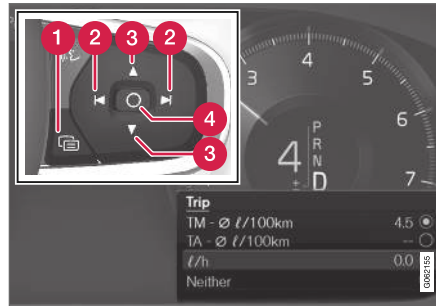 1
2
3
2
4
3
3
4
5
6
7
4
±
P
R
N
D
Trip
TM - Ø ℓ/100km 4.5
TA - Ø ℓ/100km --
ℓ/h 0.0
Neither
G062155